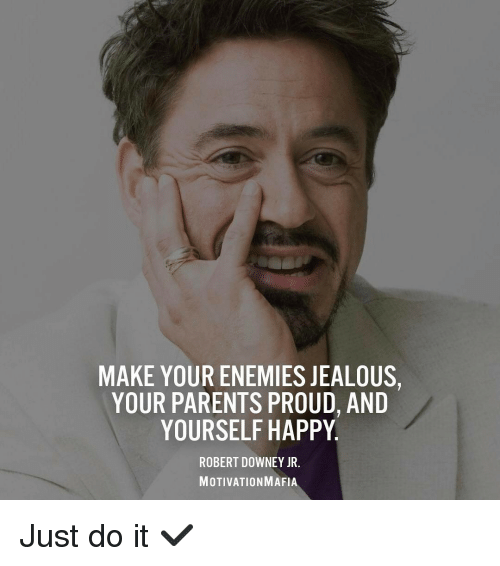 MAKE YOUR ENEMIES JEALOUS,
YOUR PARENTS PROUD, AND
YOURSELF HAPPY.
ROBERT DOWNEY JR.
MOTIVATIONMAFIA
Just do it ✔